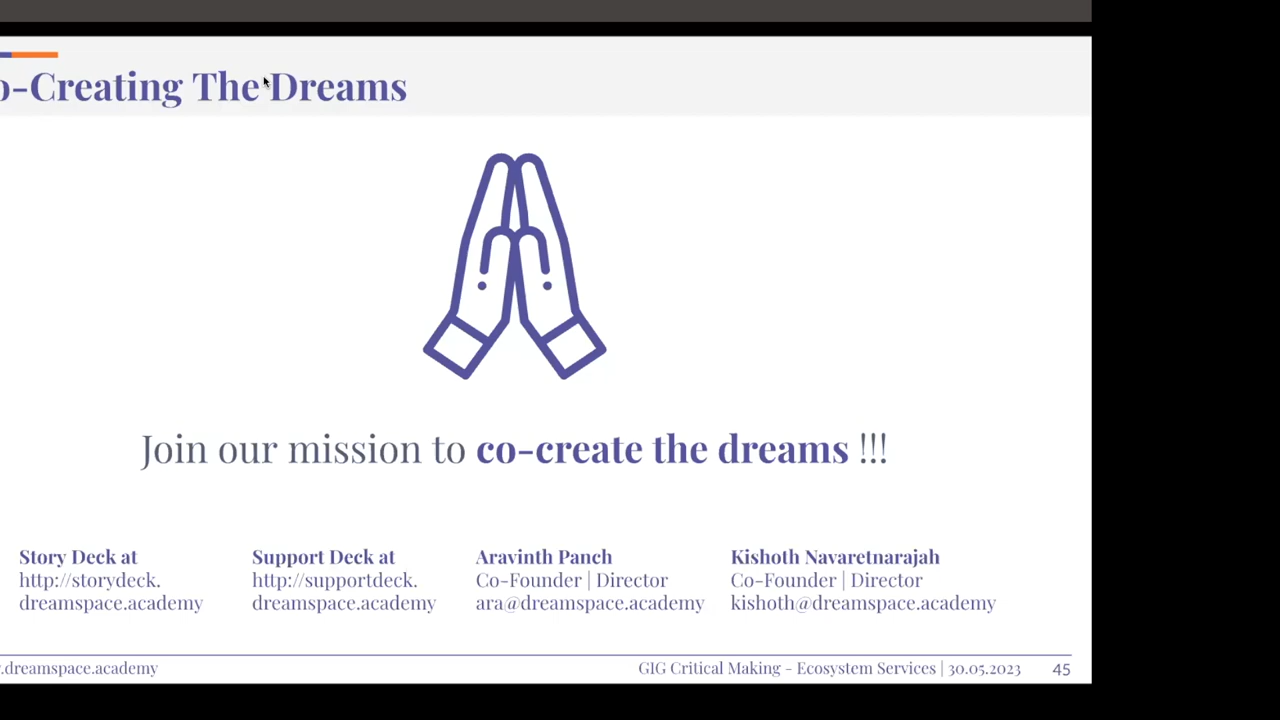 o-Creating The Dreams
Join our mission to co-create the dreams !!!
Story Deck at
http://storydeck.
dreamspace.academy
Support Deck at
http://supportdeck.
dreamspace.academy
Aravinth Panch
Co-Founder | Director
ara@dreamspace.academy
Kishoth Navaretnarajah
Co-Founder | Director
kishoth@dreamspace.academy
.dreamspace.academy
GIG Critical Making - Ecosystem Services | 30.05.2023
45